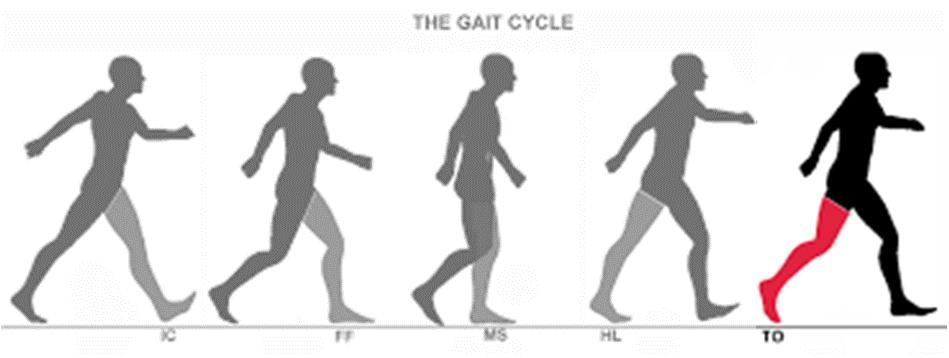 THE GAIT CYCLE
IC FF MS HL TO